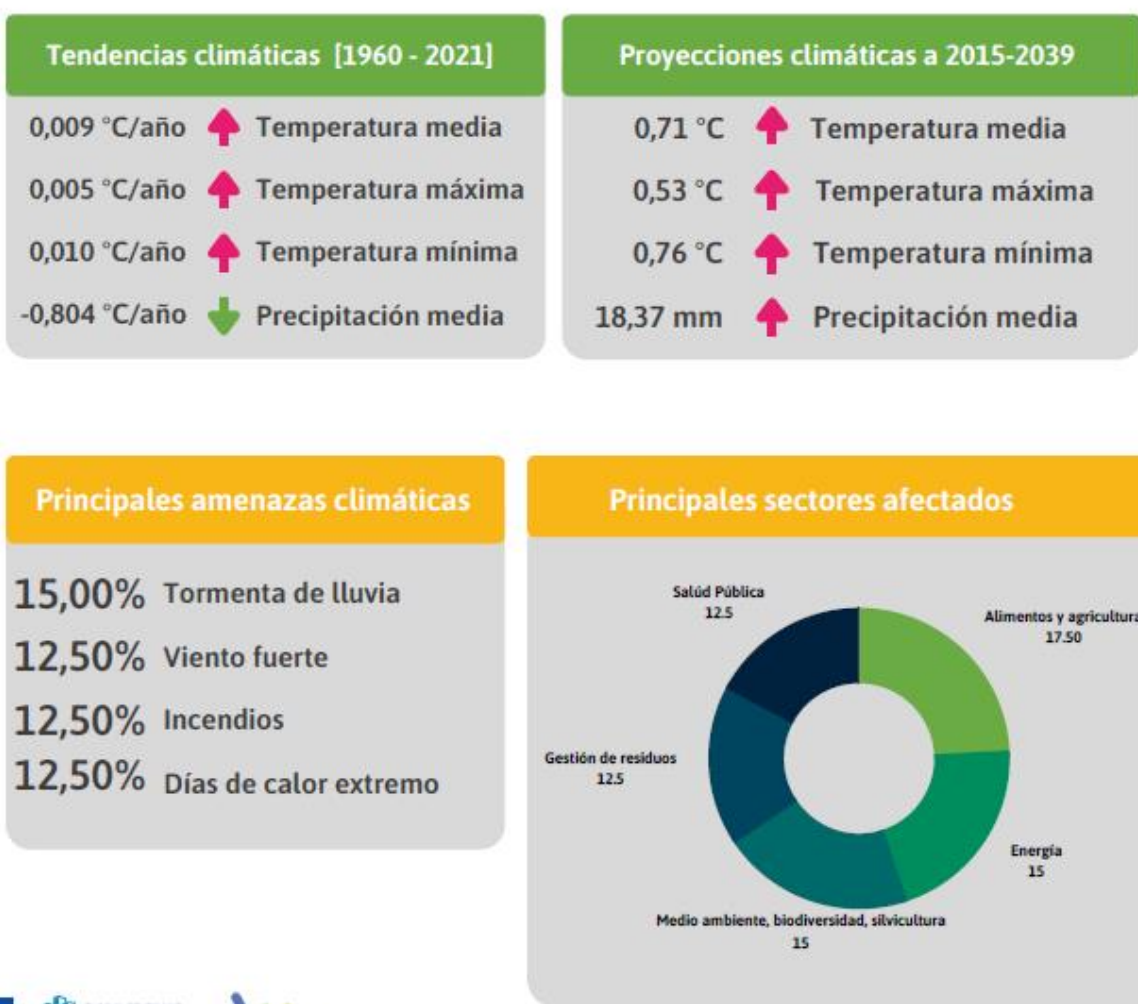 Tendencias climáticas [1960 - 2021]
0,009 °C/año Temperatura media
0,005 °C/año Temperatura máxima
0,010 °C/año Temperatura mínima
-0,804 °C/año Precipitación media
Proyecciones climáticas a 2015-2039
0,71 °C Temperatura media
0,53 °C Temperatura máxima
0,76 °C Temperatura mínima
18,37 mm Precipitación media
Principales amenazas climáticas
15,00% Tormenta de lluvia
12,50% Viento fuerte
12,50% Incendios
12,50% Días de calor extremo
Principales sectores afectados
Salúd Pública
12.5
Alimentos y agricultura
17.50
Gestión de residuos
12.5
Energía
15
Medio ambiente, biodiversidad, silvicultura
15